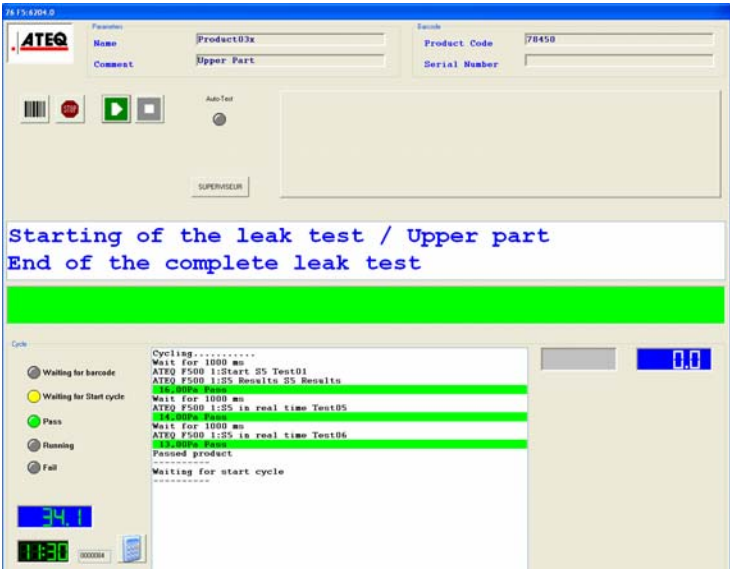 76 F5:6204.0
ATEQ
Parameters
Name
Product03x
Comment
Upper Part
Barcode
Product Code
78450
Serial Number
STOP
Auto-Test
SUPERVISEUR
Starting of the leak test / Upper part
End of the complete leak test
Cycle
Waiting for barcode
Waiting for Start cycle
Pass
Running
Fail
34.1
11:30
0000064
Cycling...........
Wait for 1000 ms
ATEQ F500 1:Start S5 Test01
ATEQ F500 1:S5 Results S5 Results
16.00Pa Pass
Wait for 1000 ms
ATEQ F500 1:S5 in real time Test05
14.00Pa Pass
Wait for 1000 ms
ATEQ F500 1:S5 in real time Test06
13.00Pa Pass
Passed product
----------
Waiting for start cycle
----------
0.0